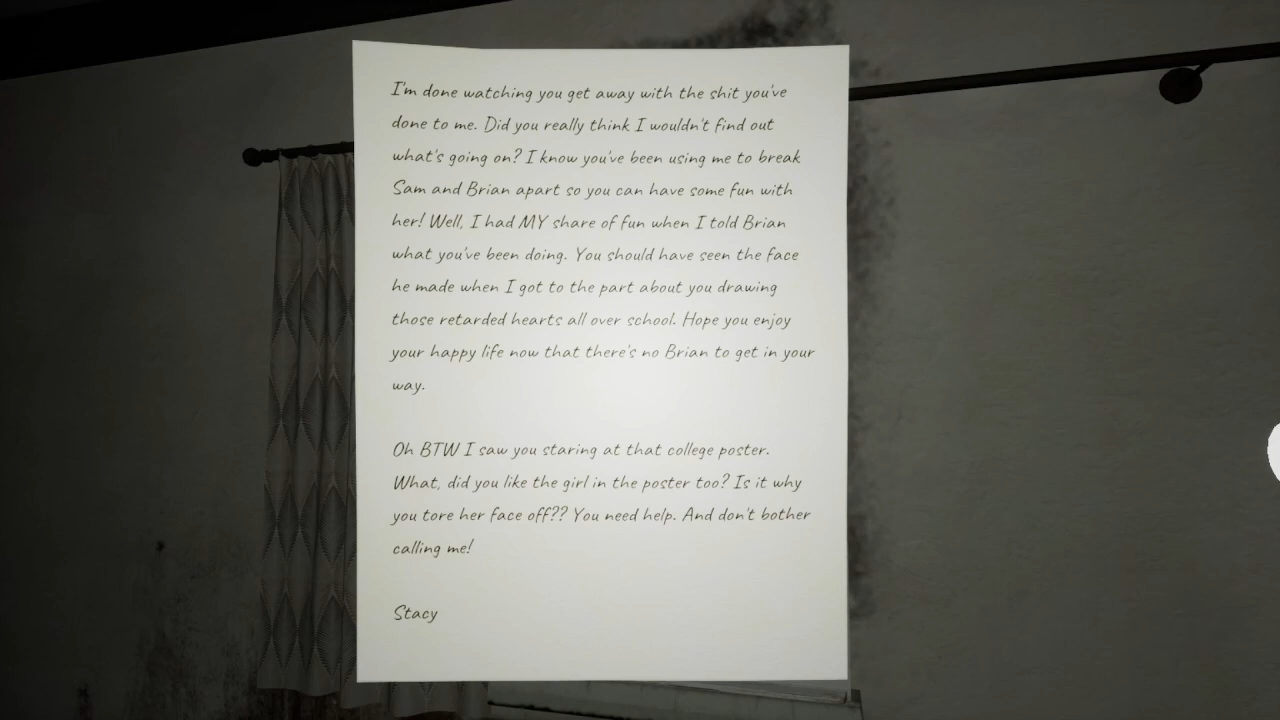 I'm done watching you get away with the shit you've
done to me. Did you really think I wouldn't find out
what's going on? I know you've been using me to break
Sam and Brian apart so you can have some fun with
her! Well, I had MY share of fun when I told Brian
what you've been doing. You should have seen the face
he made when I got to the part about you drawing
those retarded hearts all over school. Hope you enjoy
your happy life now that there's no Brian to get in your
way.
Oh BTW I saw you staring at that college poster.
What, did you like the girl in the poster too? Is it why
you tore her face off?? You need help. And don't bother
calling me!
Stacy